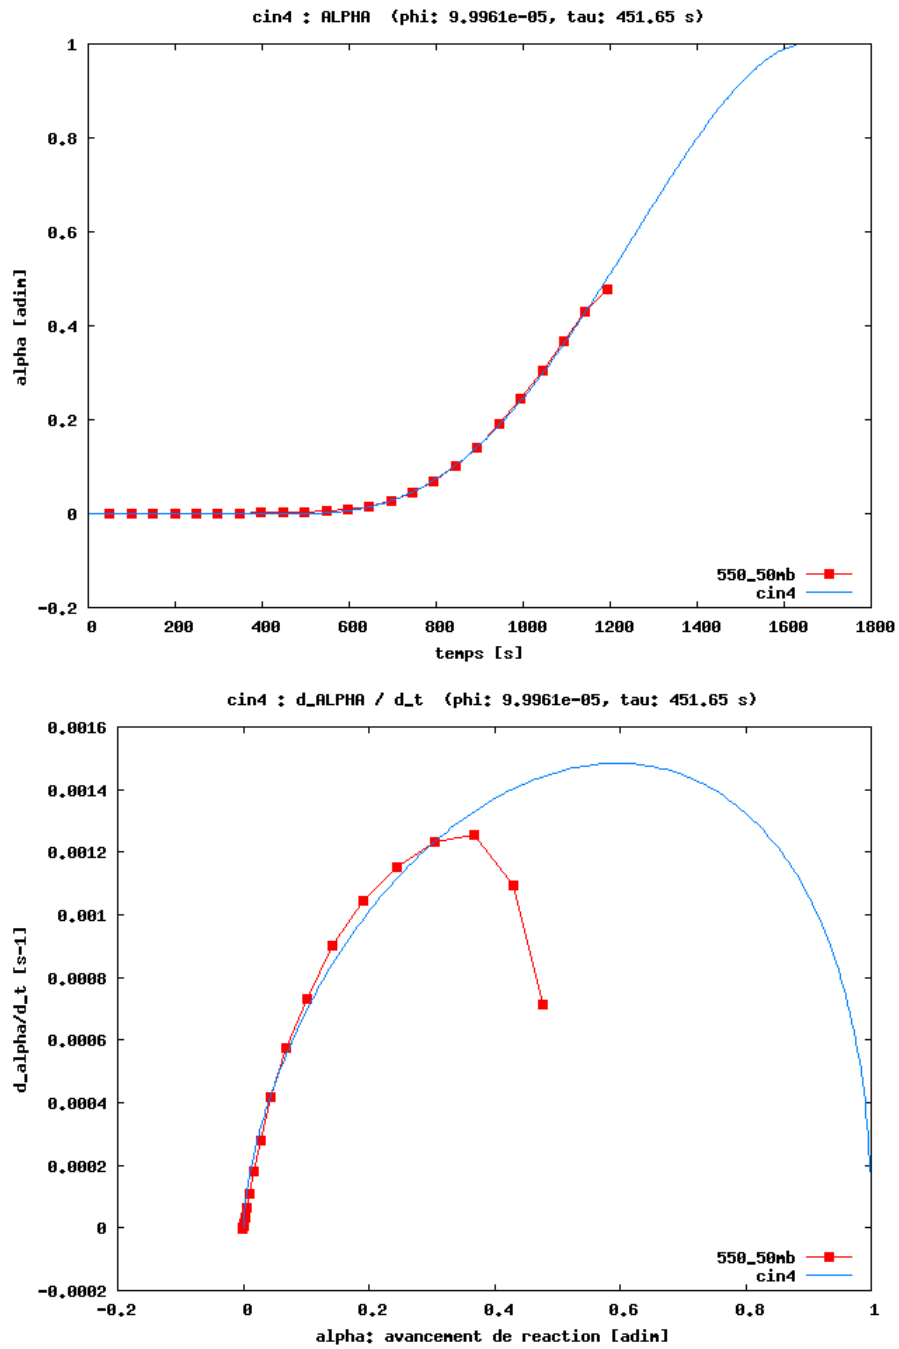 cin4 : ALPHA (phi: 9.9961e-05, tau: 451.65 s)
1
0.8
0.6
0.4
0.2
0
-0.2
alpha [adim]
550_50mb
cin4
0 200 400 600 800 1000 1200 1400 1600 1800
temps [s]
cin4 : d_ALPHA / d_t (phi: 9.9961e-05, tau: 451.65 s)
0.0016
0.0014
0.0012
0.001
0.0008
0.0006
0.0004
0.0002
0
-0.0002
d_alpha/d_t [s-1]
550_50mb
cin4
-0.2 0 0.2 0.4 0.6 0.8 1
alpha: avancement de reaction [adim]